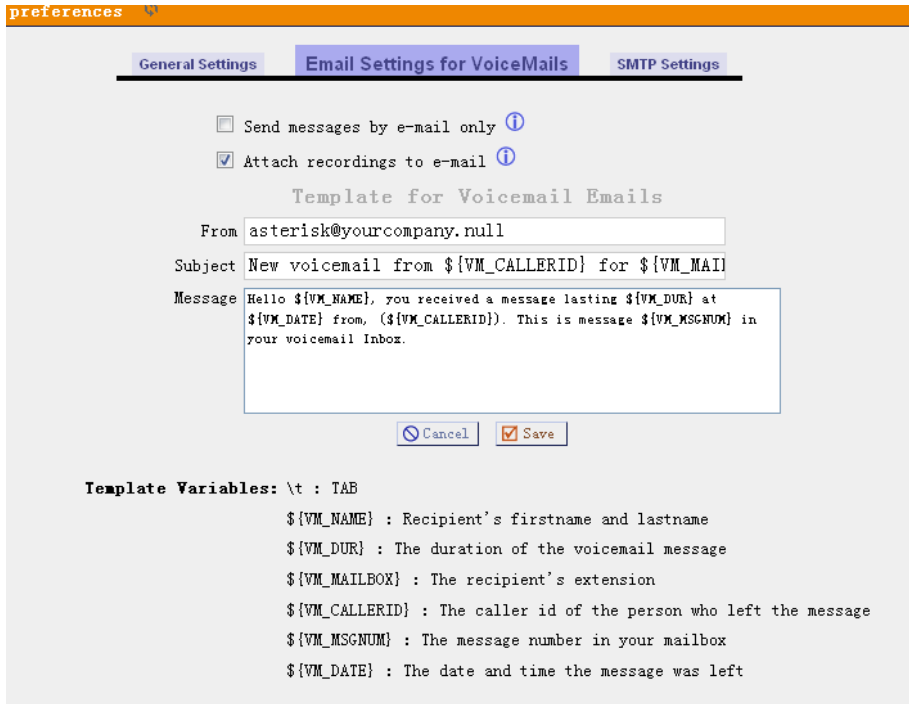 preferences
General Settings Email Settings for VoiceMails SMTP Settings
Send messages by e-mail only
Attach recordings to e-mail
Template for Voicemail Emails
From asterisk@yourcompany.null
Subject New voicemail from ${VM_CALLERID} for ${VM_MAI
Message Hello ${VM_NAME}, you received a message lasting ${VM_DUR} at
${VM_DATE} from, (${VM_CALLERID}). This is message ${VM_MSGNUM} in
your voicemail Inbox.
Cancel Save
Template Variables: \t : TAB
${VM_NAME} : Recipient's firstname and lastname
${VM_DUR} : The duration of the voicemail message
${VM_MAILBOX} : The recipient's extension
${VM_CALLERID} : The caller id of the person who left the message
${VM_MSGNUM} : The message number in your mailbox
${VM_DATE} : The date and time the message was left